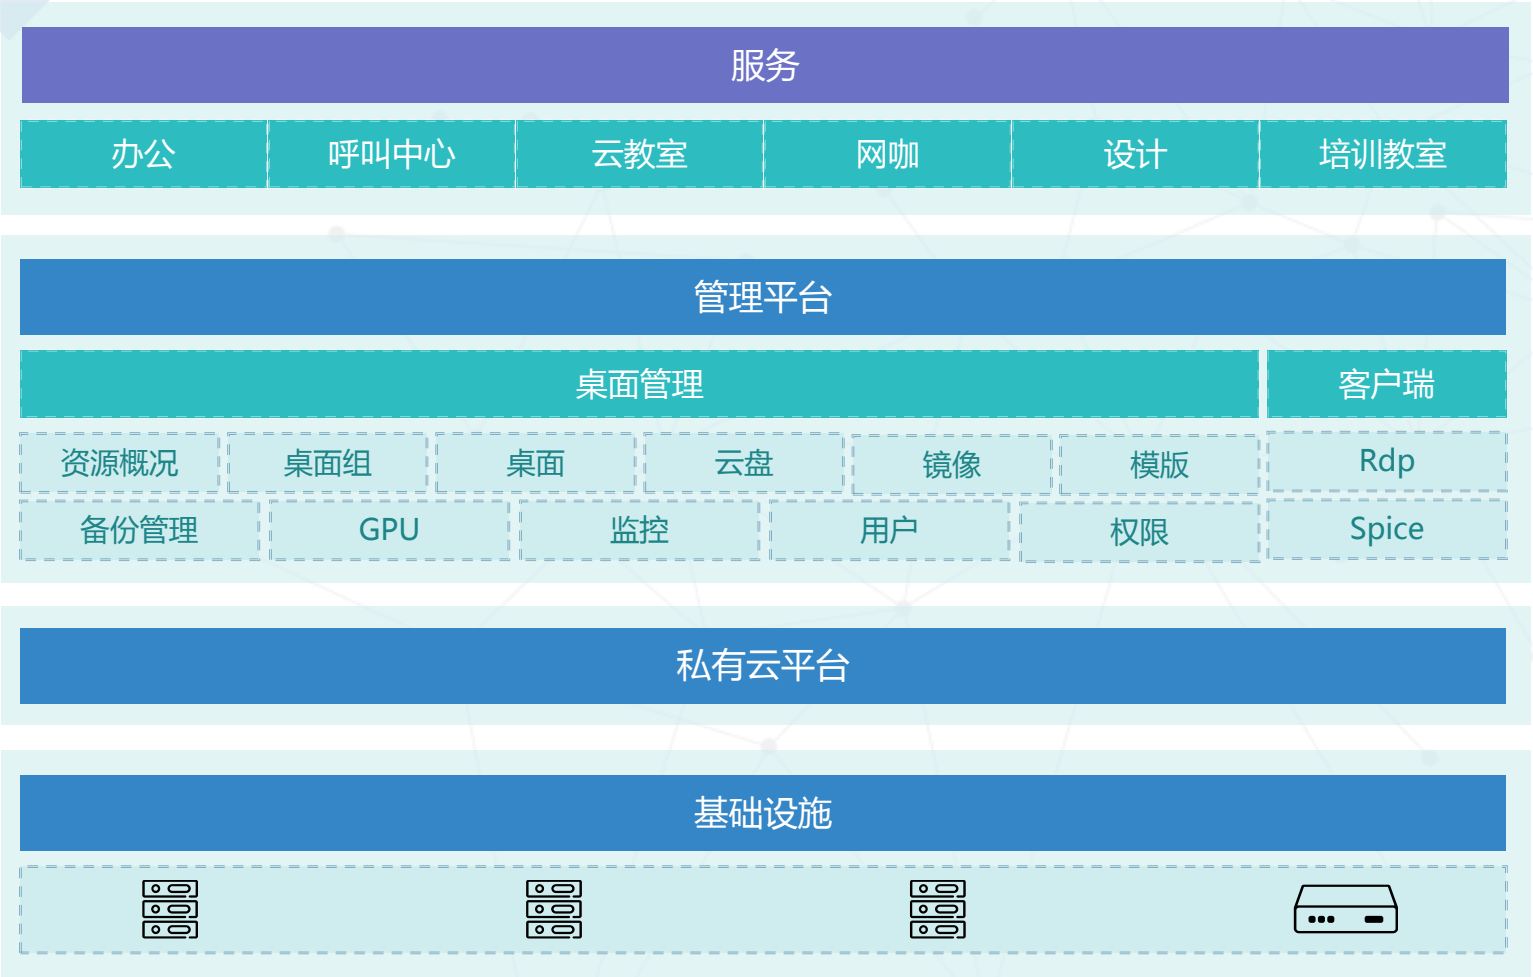 服务
办公 呼叫中心 云教室 网咖 设计 培训教室
管理平台
桌面管理 客户瑞
资源概况 桌面组 桌面 云盘 镜像 模版 Rdp
备份管理 GPU 监控 用户 权限 Spice
私有云平台
基础设施